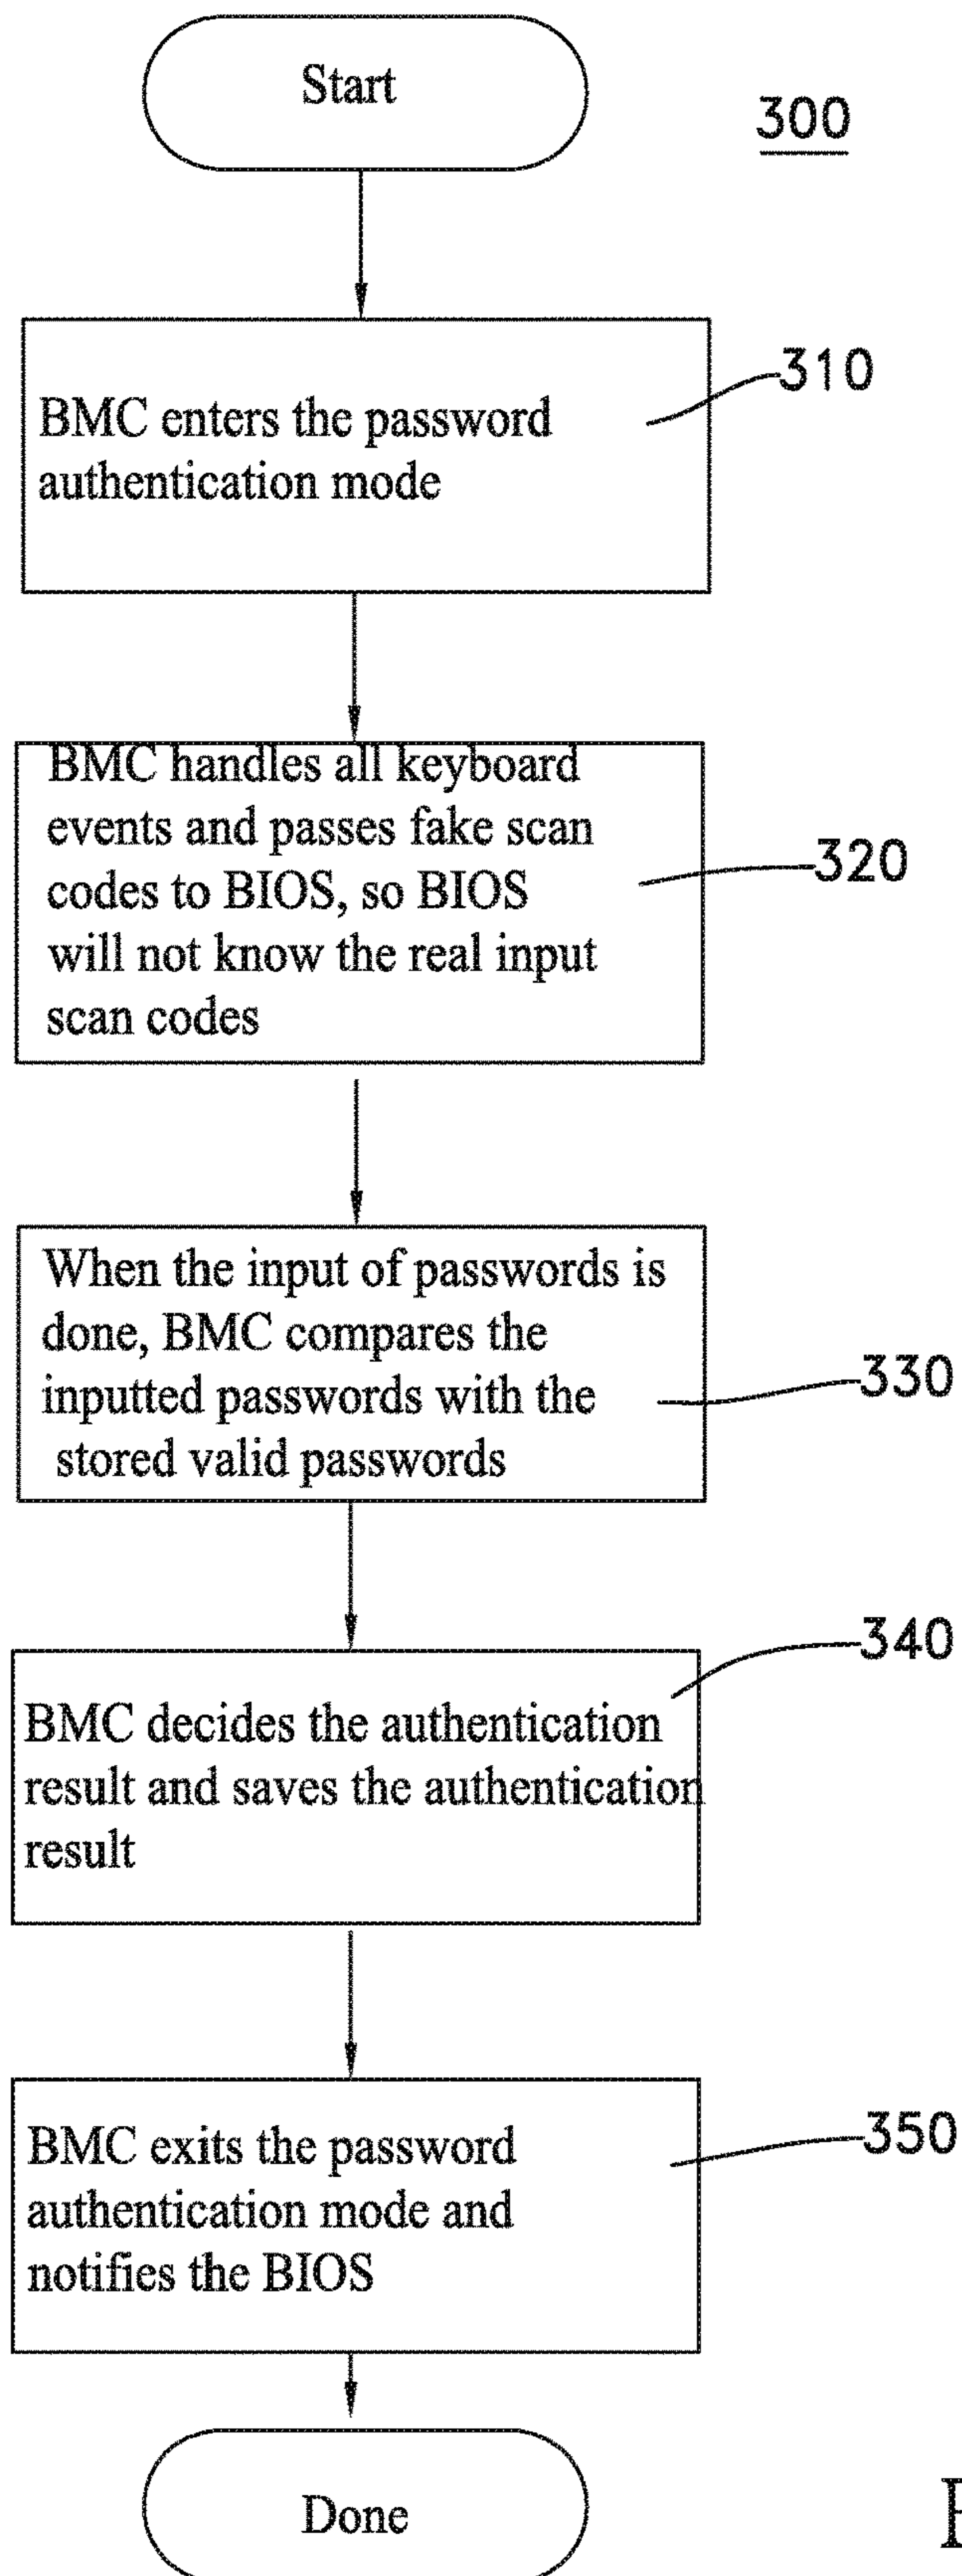 Start
300
310
BMC enters the password
authentication mode
BMC handles all keyboard
events and passes fake scan
codes to BIOS, so BIOS
will not know the real input
scan codes
320
When the input of passwords is
done, BMC compares the
inputted passwords with the
stored valid passwords
330
340
BMC decides the authentication
result and saves the authentication
result
BMC exits the password
authentication mode and
notifies the BIOS
350
Done